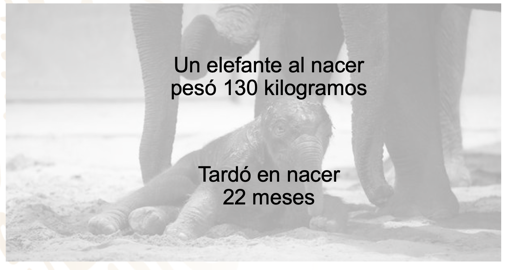 Un elefante al nacer
pesó 130 kilogramos
Tardó en nacer
22 meses